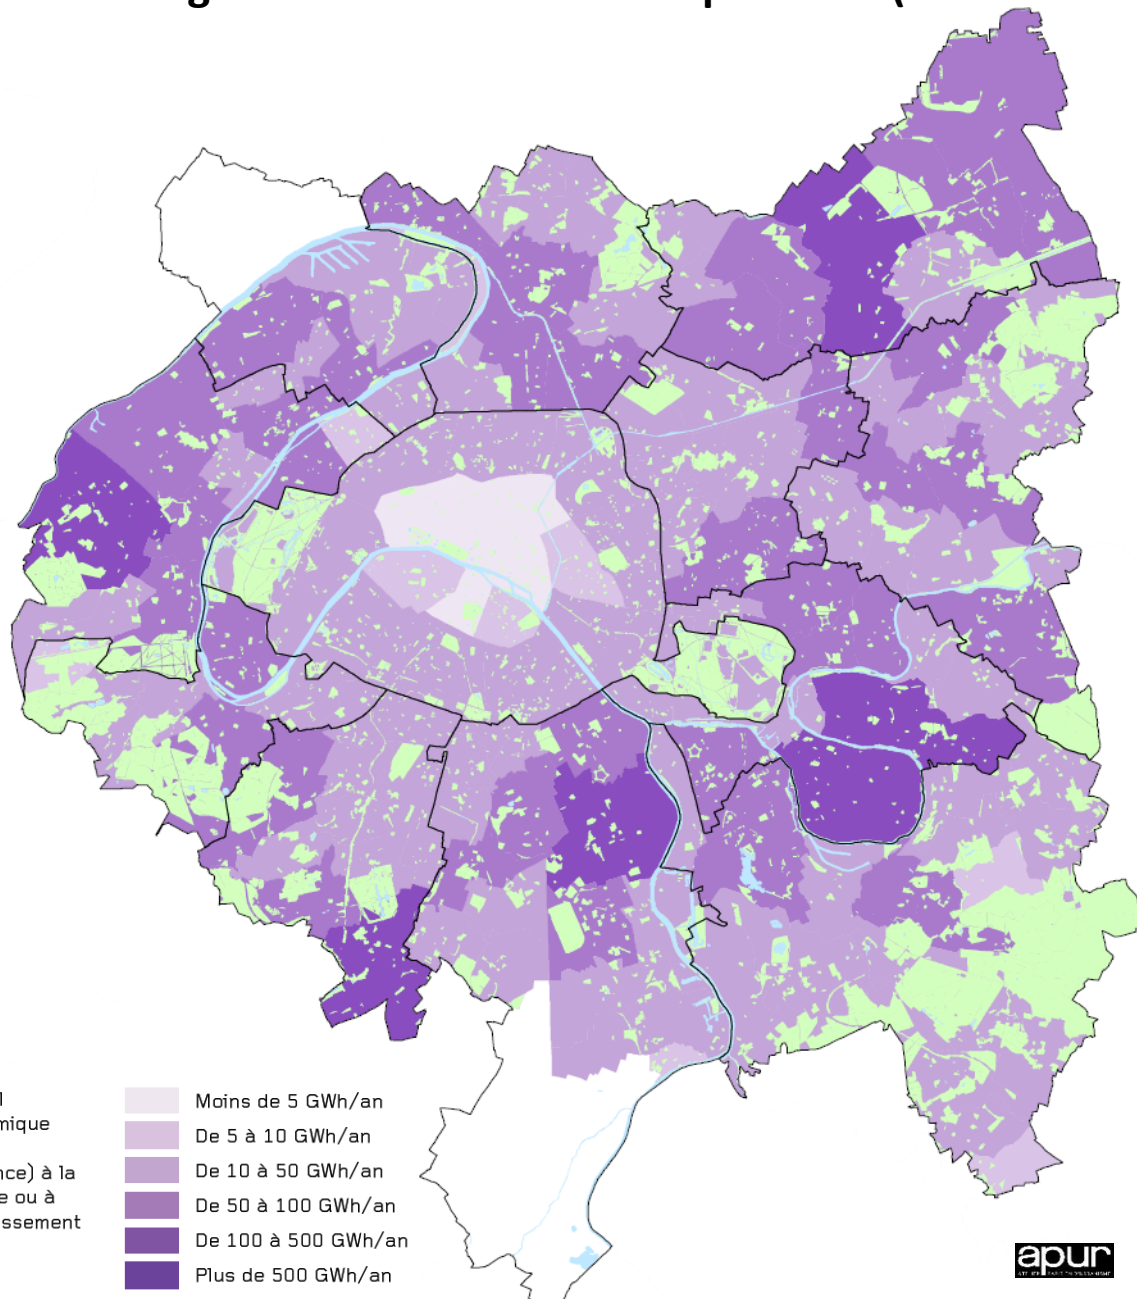 mique
nce) à la
e ou à
ssement
Moins de 5 GWh/an
De 5 à 10 GWh/an
De 10 à 50 GWh/an
De 50 à 100 GWh/an
De 100 à 500 GWh/an
Plus de 500 GWh/an
apur